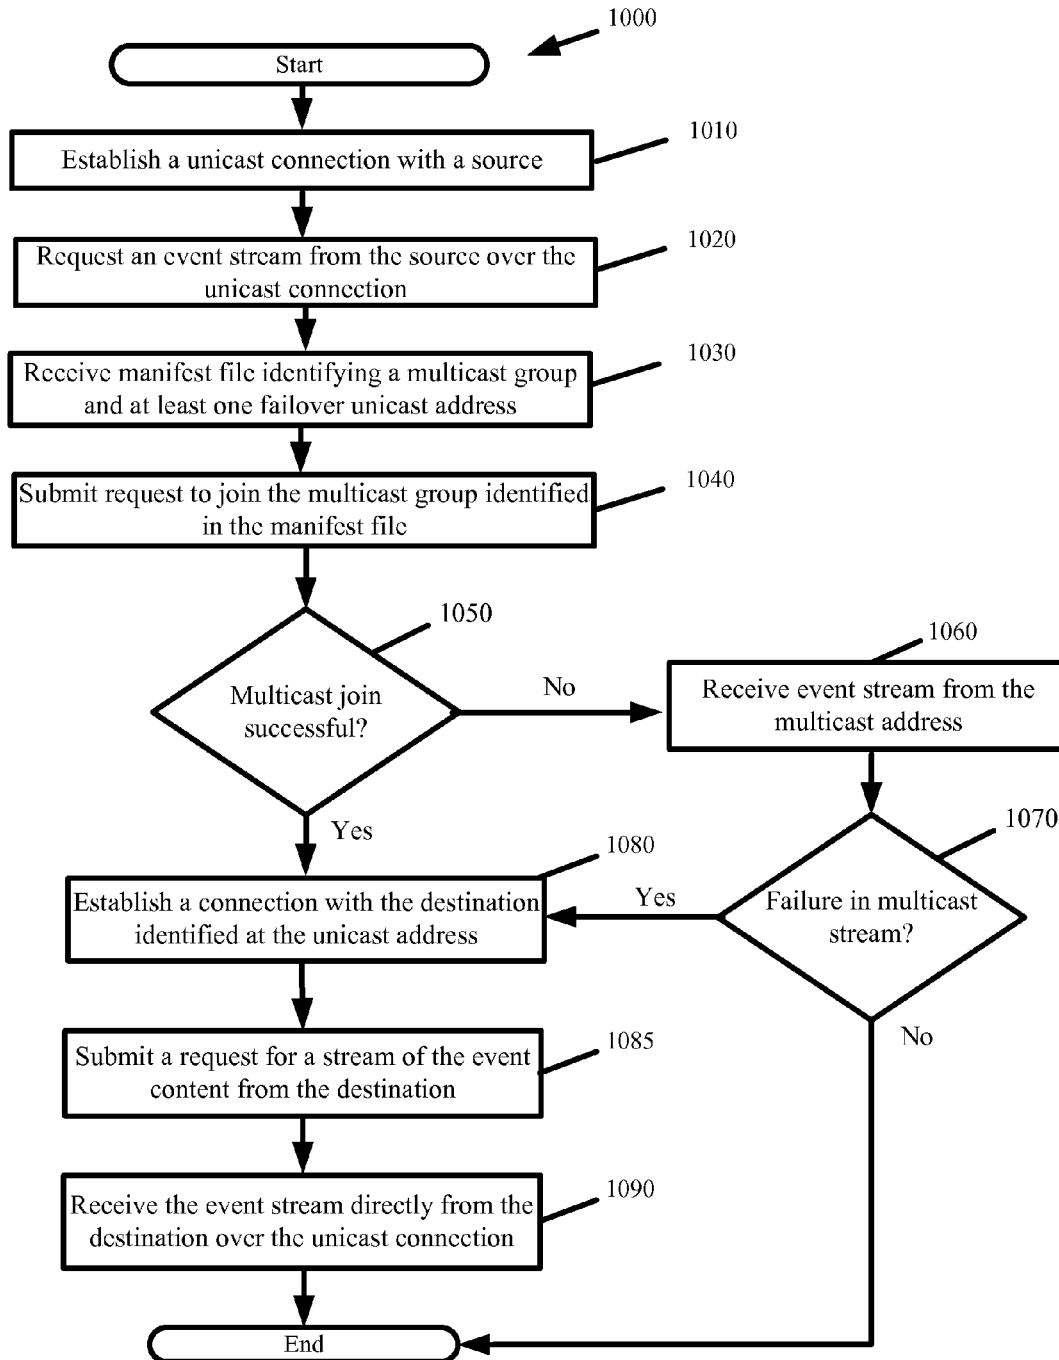 1000
Start
1010
Establish a unicast connection with a source
1020
Request an event stream from the source over the
unicast connection
1030
Receive manifest file identifying a multicast group
and at least one failover unicast address
1040
Submit request to join the multicast group identified
in the manifest file
1050
Multicast join
successful?
No
1060
Receive event stream from the
multicast address
Yes
1070
Failure in multicast
stream?
Yes
No
1080
Establish a connection with the destination
identified at the unicast address
1085
Submit a request for a stream of the event
content from the destination
1090
Receive the event stream directly from the
destination over the unicast connection
End